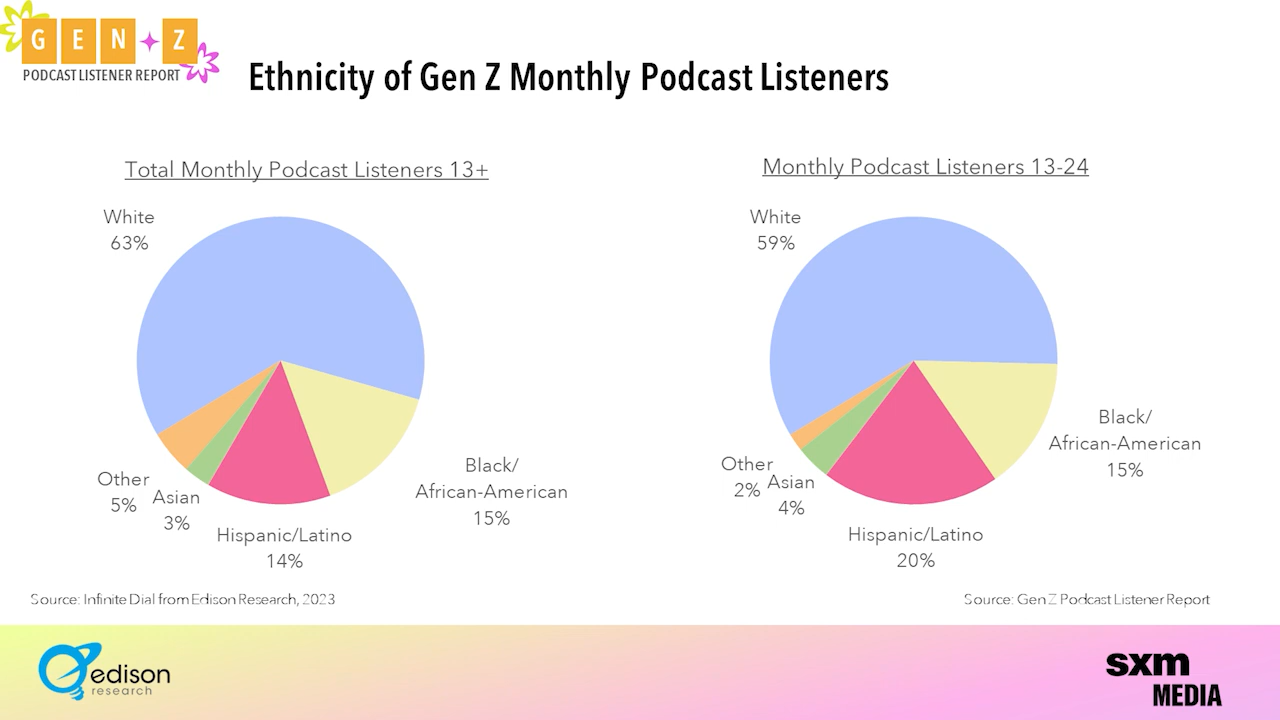 GEN Z
PODCAST LISTENER REPORT
Ethnicity of Gen Z Monthly Podcast Listeners
Total Monthly Podcast Listeners 13+
White
63%
Black/
African-American
15%
Hispanic/Latino
14%
Asian
3%
Other
5%
Source: Infinite Dial from Edison Research, 2023
Monthly Podcast Listeners 13-24
White
59%
Black/
African-American
15%
Hispanic/Latino
20%
Asian
4%
Other
2%
Source: Gen Z Podcast Listener Report
edison
research
sxm
MEDIA